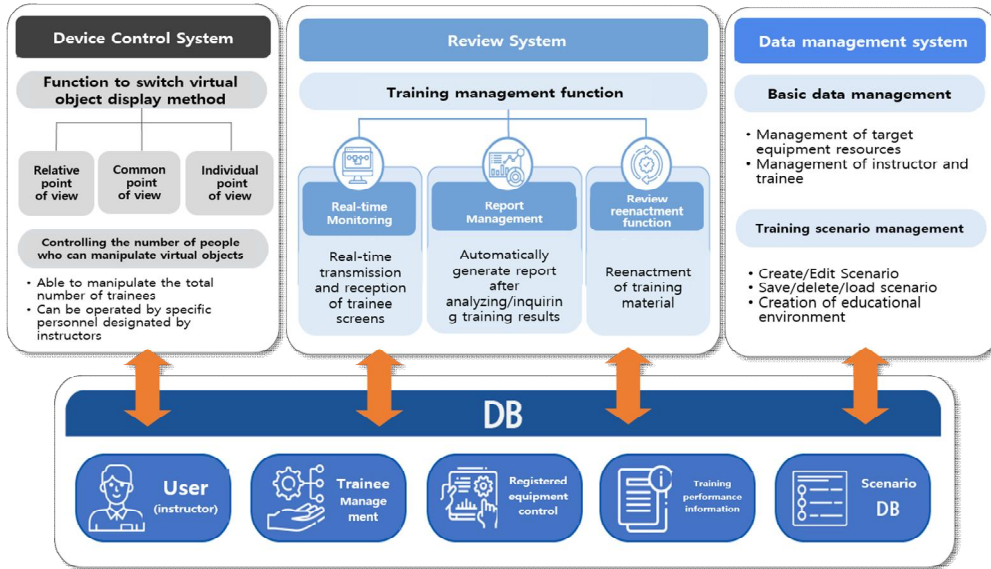 Device Control System
Function to switch virtual
object display method
Relative
point
of view
Common
point
of view
Individual
point
of view
Controlling the number of people
who can manipulate virtual objects
• Able to manipulate the total
number of trainees
• Can be operated by specific
personnel designated by
instructors
Review System
Training management function
Real-time
Monitoring
Real-time
transmission
and reception
of trainee
screens
Report
Management
Automatically
generate report
after
analyzing/inquirin
g training results
Review
reenactment
function
Reenactment
of training
material
Data management system
Basic data management
• Management of target
equipment resources
• Management of instructor and
trainee
Training scenario management
• Create/Edit Scenario
• Save/delete/load scenario
• Creation of educational
environment
DB
User
(instructor)
Trainee
Manage
ment
Registered
equipment
control
Training
performance
information
Scenario
DB